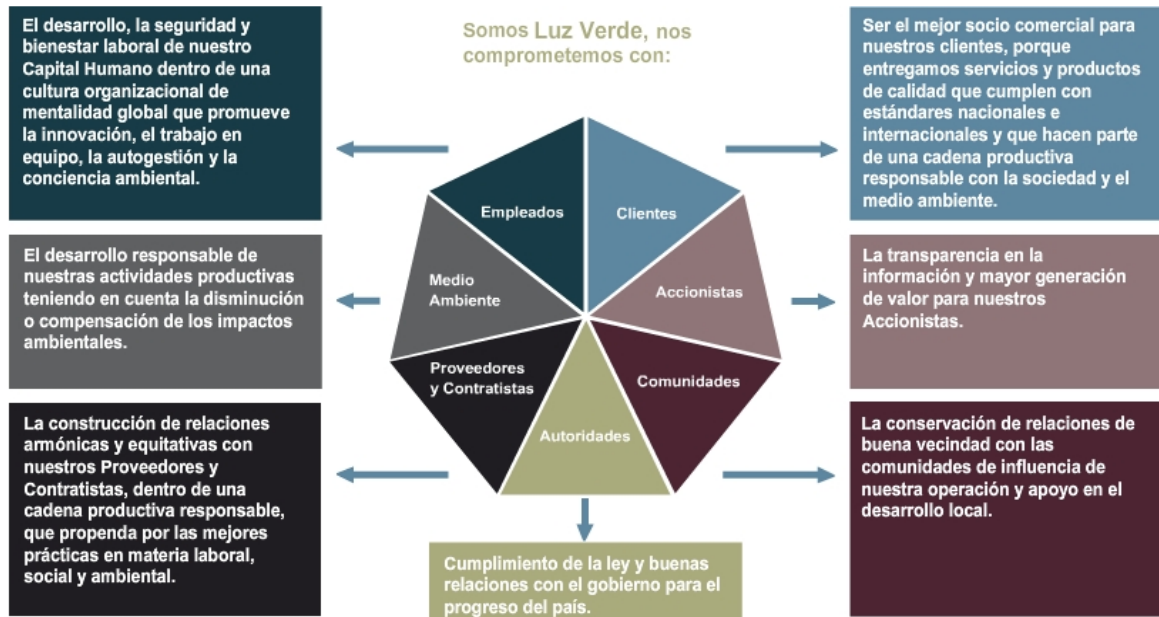 Somos Luz Verde, nos
comprometemos con:
El desarrollo, la seguridad y
bienestar laboral de nuestro
Capital Humano dentro de una
cultura organizacional de
mentalidad global que promueve
la innovación, el trabajo en
equipo, la autogestión y la
conciencia ambiental.
Ser el mejor socio comercial para
nuestros clientes, porque
entregamos servicios y productos
de calidad que cumplen con
estándares nacionales e
internacionales y que hacen parte
de una cadena productiva
responsable con la sociedad y el
medio ambiente.
Empleados
Clientes
El desarrollo responsable de
nuestras actividades productivas
teniendo en cuenta la disminución
o compensación de los impactos
ambientales.
Medio
Ambiente
Accionistas
La transparencia en la
información y mayor generación
de valor para nuestros
Accionistas.
Proveedores
y Contratistas
Comunidades
Autoridades
La construcción de relaciones
armónicas y equitativas con
nuestros Proveedores y
Contratistas, dentro de una
cadena productiva responsable,
que propenda por las mejores
prácticas en materia laboral,
social y ambiental.
La conservación de relaciones de
buena vecindad con las
comunidades de influencia de
nuestra operación y apoyo en el
desarrollo local.
Cumplimiento de la ley y buenas
relaciones con el gobierno para el
progreso del país.